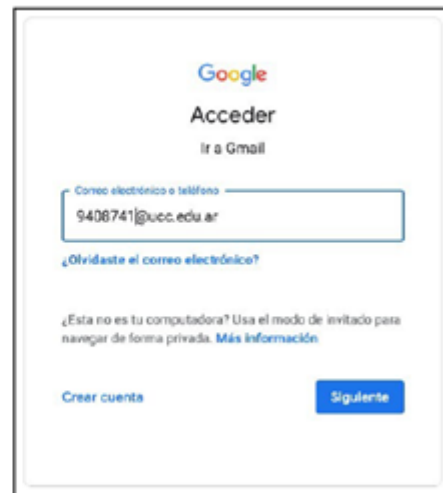 Google
Acceder
Ir a Gmail
Correo electrónico o teléfono
9408741@ucc.edu.ar
¿Olvidaste el correo electrónico?
¿Esta no es tu computadora? Usa el modo de invitado para
navegar de forma privada. Más información
Crear cuenta
Siguiente